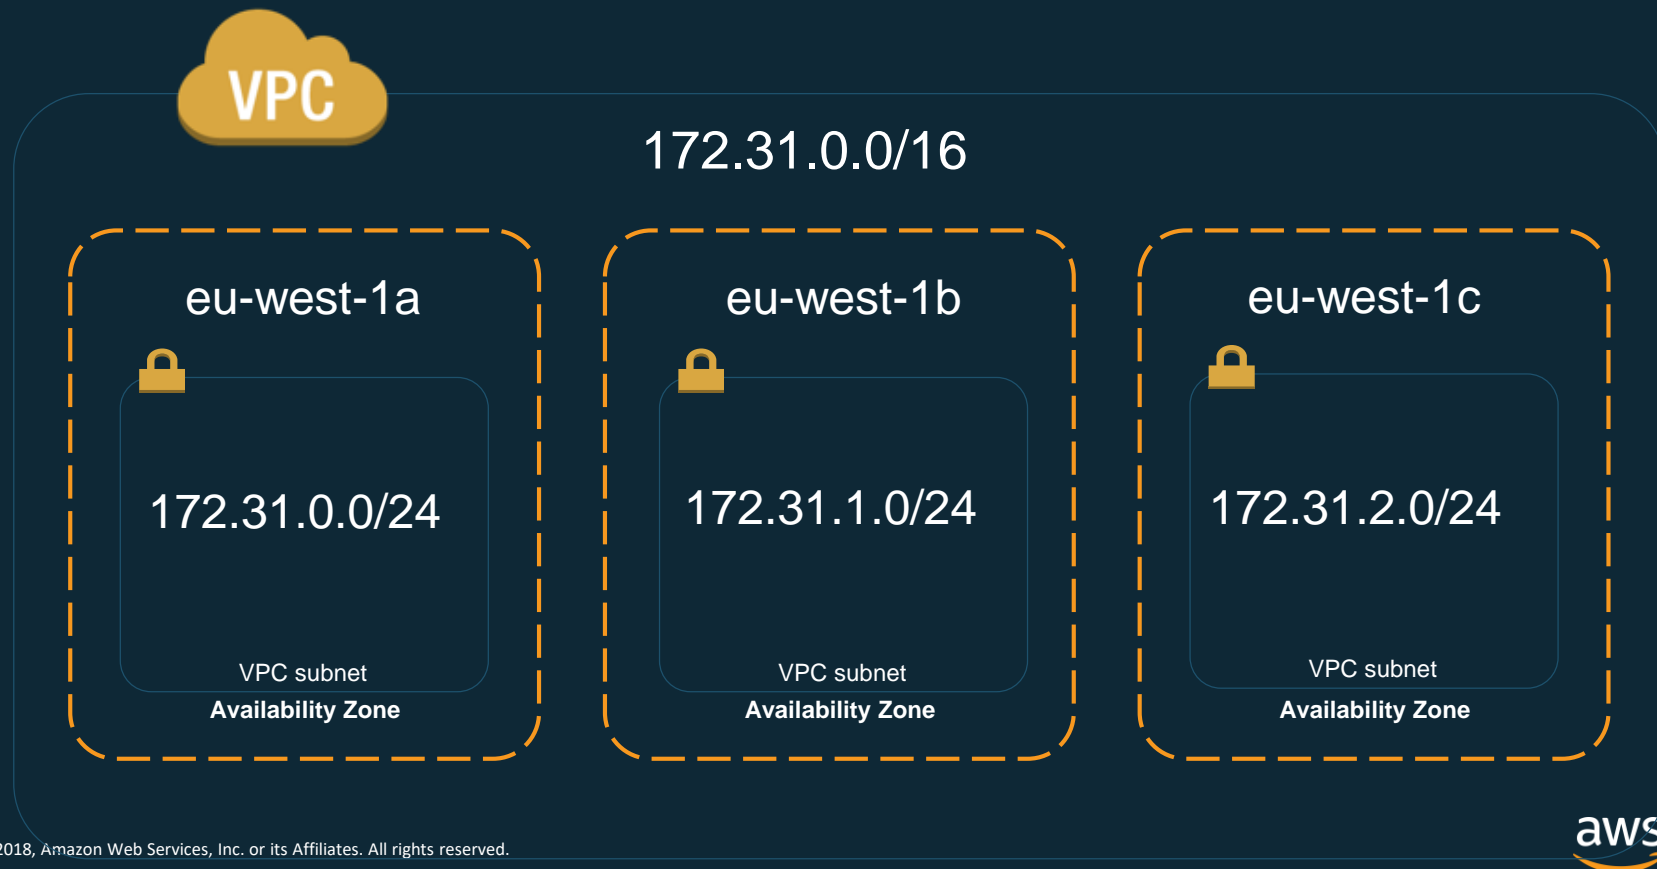 VPC
172.31.0.0/16
eu-west-1a
eu-west-1b
eu-west-1c
172.31.0.0/24
172.31.1.0/24
172.31.2.0/24
VPC subnet
VPC subnet
VPC subnet
Availability Zone
Availability Zone
Availability Zone
2018, Amazon Web Services, Inc. or its Affiliates. All rights reserved.
aws